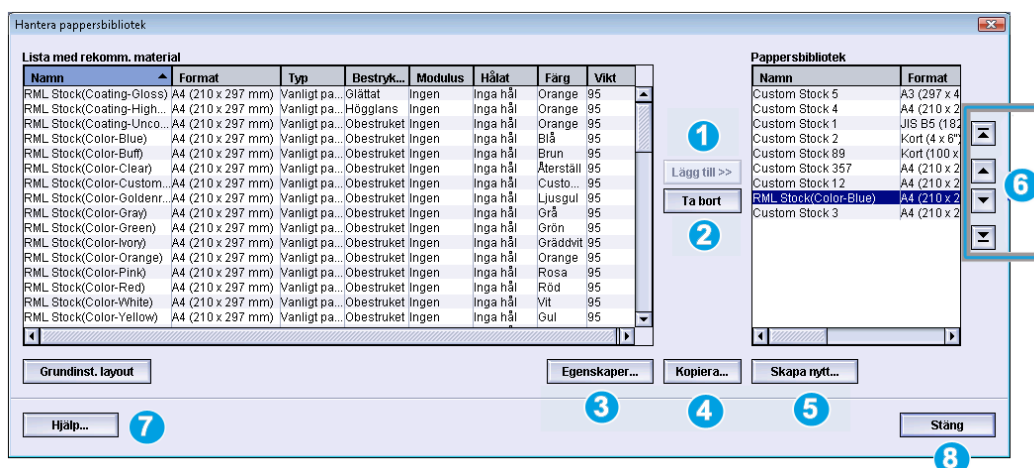 Hantera pappersbibliotek
Lista med rekomm. material
Namn Format Typ Bestryk... Modulus Hålat Färg Vikt
RML Stock(Coating-Gloss) A4 (210 x 297 mm) Vanligt pa... Glättat Ingen Inga hål Orange 95
RML Stock(Coating-High... A4 (210 x 297 mm) Vanligt pa... Högglans Ingen Inga hål Orange 95
RML Stock(Coating-Unco... A4 (210 x 297 mm) Vanligt pa... Obestruket Ingen Inga hål Orange 95
RML Stock(Color-Blue) A4 (210 x 297 mm) Vanligt pa... Obestruket Ingen Inga hål Blå 95
RML Stock(Color-Buff) A4 (210 x 297 mm) Vanligt pa... Obestruket Ingen Inga hål Brun 95
RML Stock(Color-Clear) A4 (210 x 297 mm) Vanligt pa... Obestruket Ingen Inga hål Återställ 95
RML Stock(Color-Custom... A4 (210 x 297 mm) Vanligt pa... Obestruket Ingen Inga hål Custo... 95
RML Stock(Color-Goldenr... A4 (210 x 297 mm) Vanligt pa... Obestruket Ingen Inga hål Ljusgul 95
RML Stock(Color-Gray) A4 (210 x 297 mm) Vanligt pa... Obestruket Ingen Inga hål Grå 95
RML Stock(Color-Green) A4 (210 x 297 mm) Vanligt pa... Obestruket Ingen Inga hål Grön 95
RML Stock(Color-Ivory) A4 (210 x 297 mm) Vanligt pa... Obestruket Ingen Inga hål Gräddvit 95
RML Stock(Color-Orange) A4 (210 x 297 mm) Vanligt pa... Obestruket Ingen Inga hål Orange 95
RML Stock(Color-Pink) A4 (210 x 297 mm) Vanligt pa... Obestruket Ingen Inga hål Rosa 95
RML Stock(Color-Red) A4 (210 x 297 mm) Vanligt pa... Obestruket Ingen Inga hål Röd 95
RML Stock(Color-White) A4 (210 x 297 mm) Vanligt pa... Obestruket Ingen Inga hål Vit 95
RML Stock(Color-Yellow) A4 (210 x 297 mm) Vanligt pa... Obestruket Ingen Inga hål Gul 95
1
Lägg till >>
Ta bort
2
Pappersbibliotek
Namn Format
Custom Stock 5 A3 (297 x 4
Custom Stock 4 A4 (210 x 2
Custom Stock 1 JIS B5 (182
Custom Stock 2 Kort (4 x 6")
Custom Stock 89 Kort (100 x
Custom Stock 357 A4 (210 x 2
Custom Stock 12 A4 (210 x 2
RML Stock(Color-Blue) A4 (210 x 2
Custom Stock 3 A4 (210 x 2
6
Grundinst. layout
Egenskaper...
Kopiera...
Skapa nytt...
3
4
5
Hjälp...
7
Stäng
8